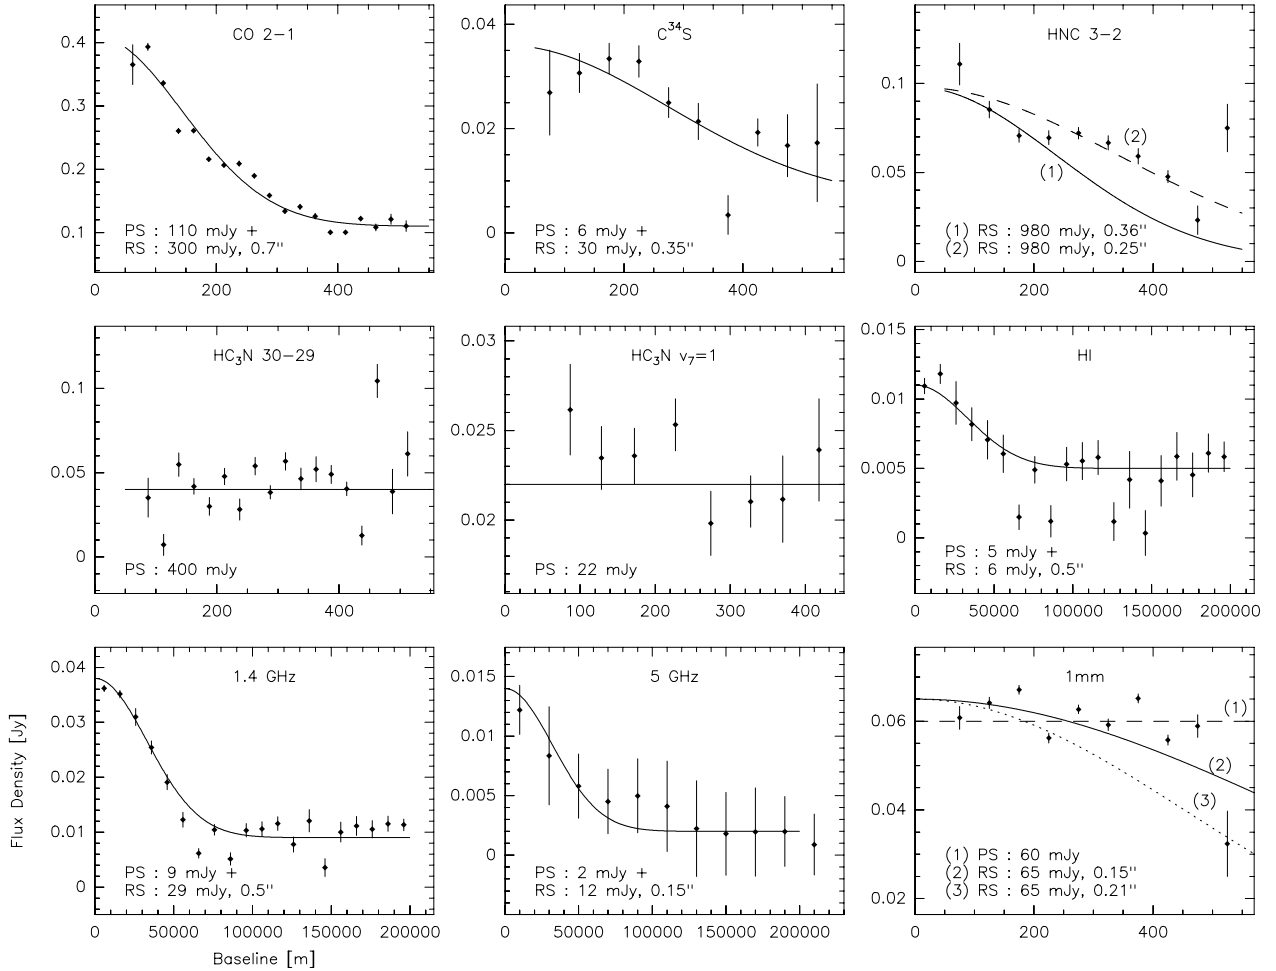 CO 2-1
0.4
0.3
0.2
0.1
PS : 110 mJy +
RS : 300 mJy, 0.7"
0 200 400
C³⁴S
0.04
0.02
0
PS : 6 mJy +
RS : 30 mJy, 0.35"
0 200 400
HNC 3-2
0.1
0.05
0
(2)
(1)
(1) RS : 980 mJy, 0.36"
(2) RS : 980 mJy, 0.25"
0 200 400
HC₃N 30-29
0.1
0.05
0
PS : 400 mJy
0 200 400
HC₃N v₇=1
0.03
0.025
0.02
PS : 22 mJy
0 100 200 300 400
HI
0.015
0.01
0.005
0
PS : 5 mJy +
RS : 6 mJy, 0.5"
0 50000 100000 150000 200000
1.4 GHz
0.04
0.03
0.02
0.01
0
PS : 9 mJy +
RS : 29 mJy, 0.5"
0 50000 100000 150000 200000
Flux Density [Jy]
Baseline [m]
5 GHz
0.015
0.01
0.005
0
PS : 2 mJy +
RS : 12 mJy, 0.15"
0 50000 100000 150000 200000
1mm
0.06
0.04
0.02
(1)
(2)
(3)
(1) PS : 60 mJy
(2) RS : 65 mJy, 0.15"
(3) RS : 65 mJy, 0.21"
0 200 400